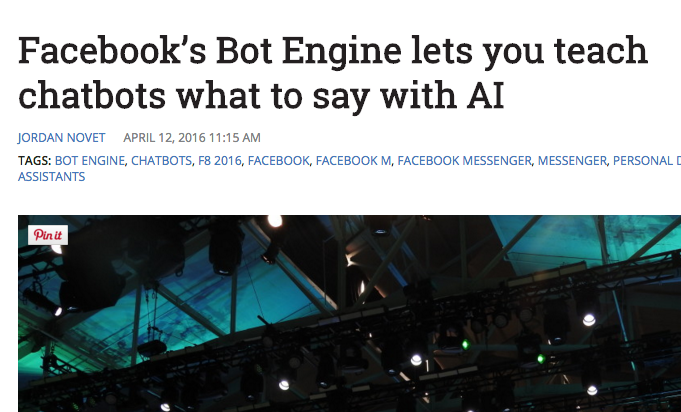 Facebook’s Bot Engine lets you teach
chatbots what to say with AI
JORDAN NOVET APRIL 12, 2016 11:15 AM
TAGS: BOT ENGINE, CHATBOTS, F8 2016, FACEBOOK, FACEBOOK M, FACEBOOK MESSENGER, MESSENGER, PERSONAL D
ASSISTANTS
Pin it